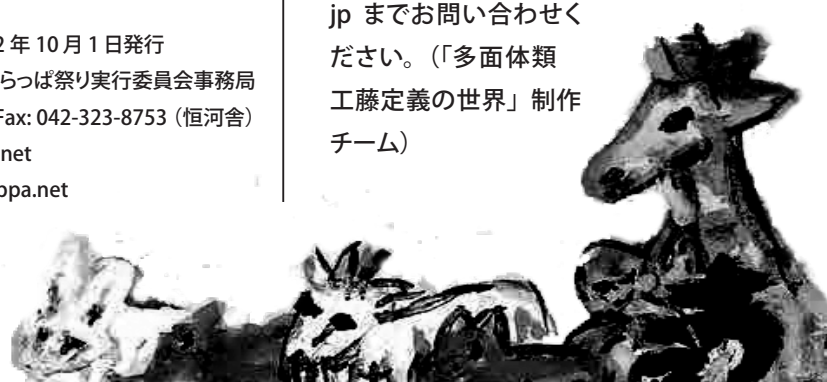 2 年 10 月 1 日発行
らっぱ祭り実行委員会事務局
Fax: 042-323-8753（恒河舎）
net
ppa.net
jp までお問い合わせく
ださい。（「多面体類
工藤定義の世界」制作
チーム）